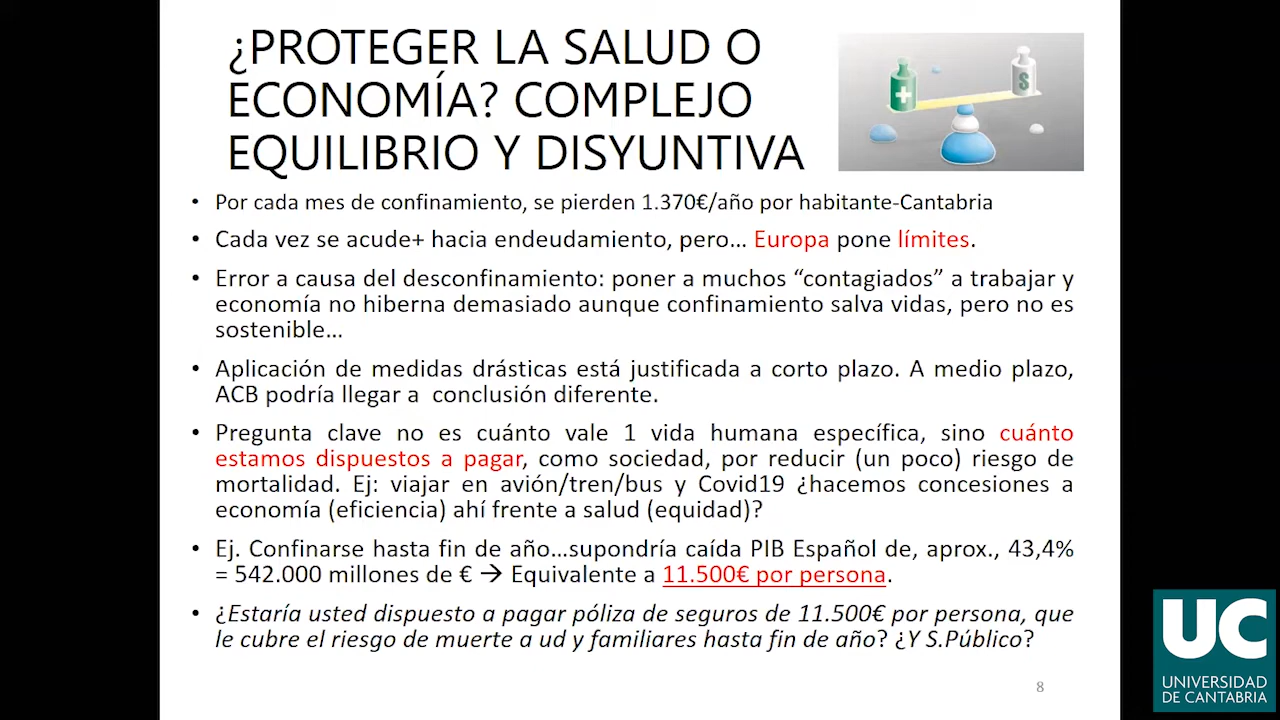 ¿PROTEGER LA SALUD O
ECONOMÍA? COMPLEJO
EQUILIBRIO Y DISYUNTIVA
$
• Por cada mes de confinamiento, se pierden 1.370€/año por habitante-Cantabria
• Cada vez se acude+ hacia endeudamiento, pero… Europa pone límites.
• Error a causa del desconfinamiento: poner a muchos “contagiados” a trabajar y
economía no hiberna demasiado aunque confinamiento salva vidas, pero no es
sostenible…
• Aplicación de medidas drásticas está justificada a corto plazo. A medio plazo,
ACB podría llegar a conclusión diferente.
• Pregunta clave no es cuánto vale 1 vida humana específica, sino cuánto
estamos dispuestos a pagar, como sociedad, por reducir (un poco) riesgo de
mortalidad. Ej: viajar en avión/tren/bus y Covid19 ¿hacemos concesiones a
economía (eficiencia) ahí frente a salud (equidad)?
• Ej. Confinarse hasta fin de año…supondría caída PIB Español de, aprox., 43,4%
= 542.000 millones de € → Equivalente a 11.500€ por persona.
• ¿Estaría usted dispuesto a pagar póliza de seguros de 11.500€ por persona, que
le cubre el riesgo de muerte a ud y familiares hasta fin de año? ¿Y S.Público?
8
UC
UNIVERSIDAD
DE CANTABRIA